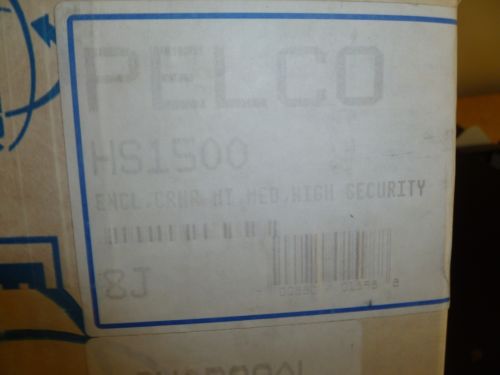 PELCO
HS1500
ENCL,CRNR MT,MED,HIGH SECURITY
8J